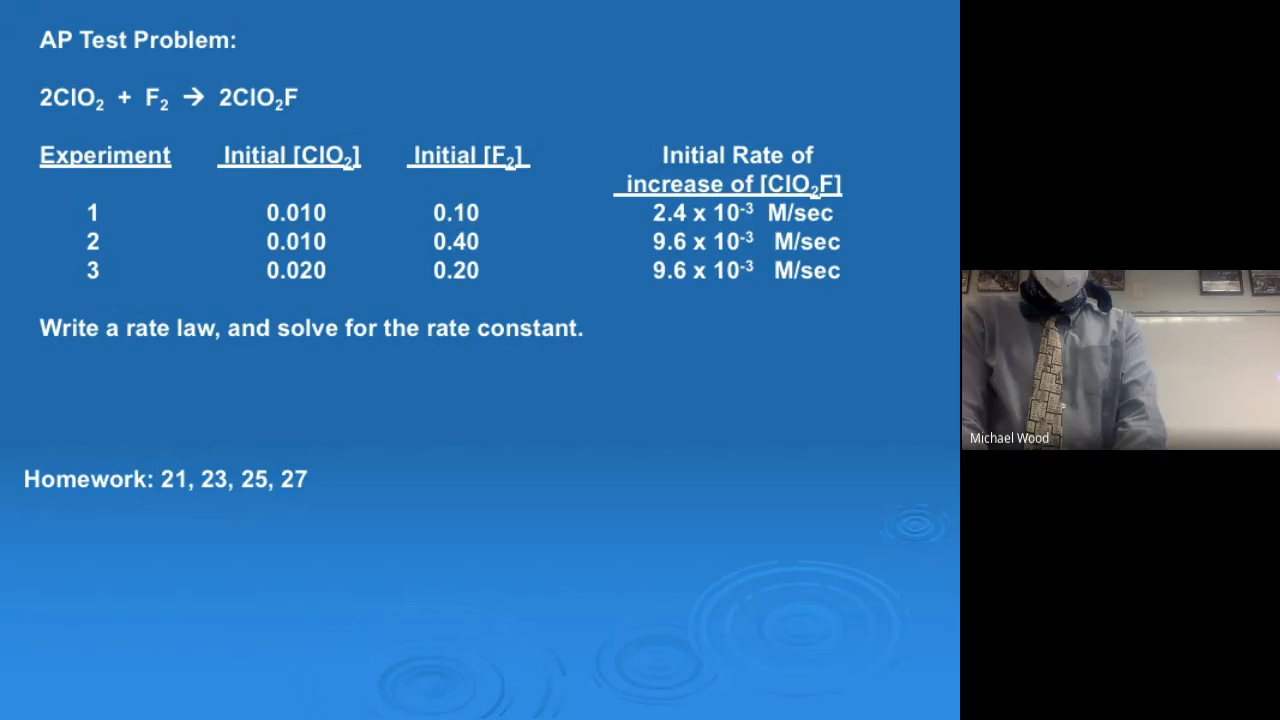 AP Test Problem:
2ClO₂ + F₂ → 2ClO₂F
Experiment Initial [ClO₂] Initial [F₂] Initial Rate of
increase of [ClO₂F]
1 0.010 0.10 2.4 x 10⁻³ M/sec
2 0.010 0.40 9.6 x 10⁻³ M/sec
3 0.020 0.20 9.6 x 10⁻³ M/sec
Write a rate law, and solve for the rate constant.
Homework: 21, 23, 25, 27
Michael Wood